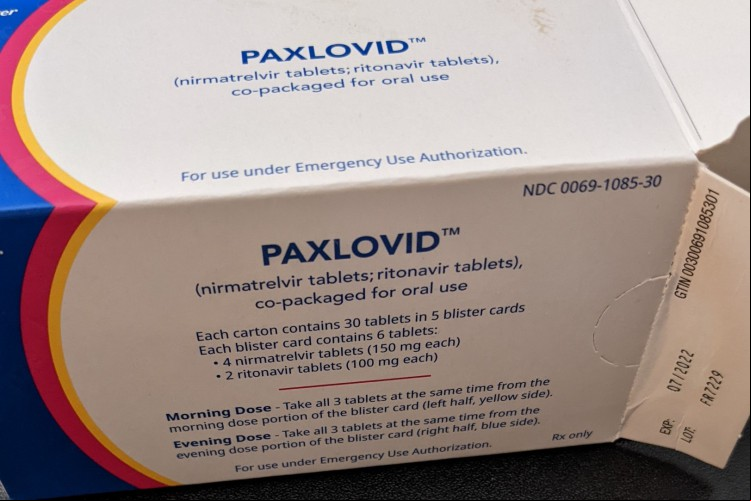 PAXLOVID™
(nirmatrelvir tablets; ritonavir tablets),
co-packaged for oral use
For use under Emergency Use Authorization.
NDC 0069-1085-30
PAXLOVID™
(nirmatrelvir tablets; ritonavir tablets),
co-packaged for oral use
Each carton contains 30 tablets in 5 blister cards
Each blister card contains 6 tablets:
• 4 nirmatrelvir tablets (150 mg each)
• 2 ritonavir tablets (100 mg each)
Morning Dose - Take all 3 tablets at the same time from the
morning dose portion of the blister card (left half, yellow side).
Evening Dose - Take all 3 tablets at the same time from the
evening dose portion of the blister card (right half, blue side).
For use under Emergency Use Authorization.
Rx only
GTIN 00300691085301
EXP: 07/2022
LOT: FR7229